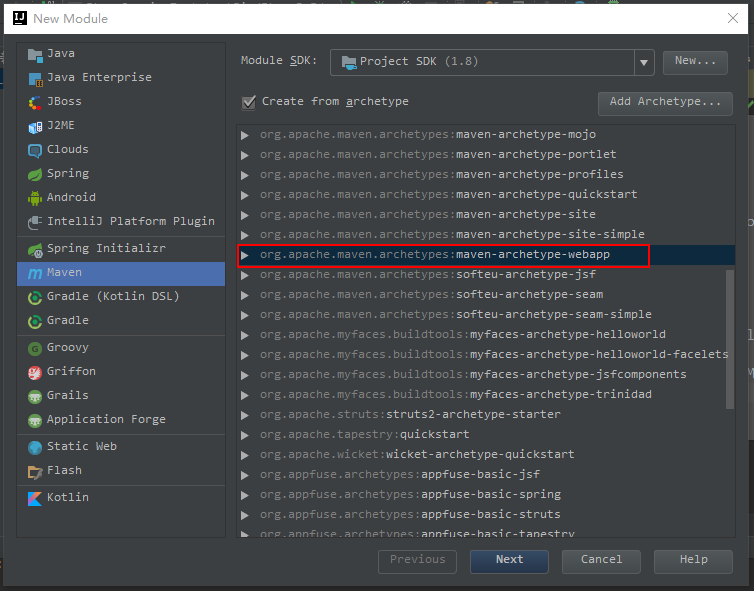 New Module
Java
Java Enterprise
JBoss
J2ME
Clouds
Spring
Android
IntelliJ Platform Plugin
Spring Initializr
Maven
Gradle (Kotlin DSL)
Gradle
Groovy
Griffon
Grails
Application Forge
Static Web
Flash
Kotlin
Module SDK:
Project SDK (1.8)
New...
Create from archetype
Add Archetype...
org.apache.maven.archetypes:maven-archetype-mojo
org.apache.maven.archetypes:maven-archetype-portlet
org.apache.maven.archetypes:maven-archetype-profiles
org.apache.maven.archetypes:maven-archetype-quickstart
org.apache.maven.archetypes:maven-archetype-site
org.apache.maven.archetypes:maven-archetype-site-simple
org.apache.maven.archetypes:maven-archetype-webapp
org.apache.maven.archetypes:softeu-archetype-jsf
org.apache.maven.archetypes:softeu-archetype-seam
org.apache.maven.archetypes:softeu-archetype-seam-simple
org.apache.myfaces.buildtools:myfaces-archetype-helloworld
org.apache.myfaces.buildtools:myfaces-archetype-helloworld-facelets
org.apache.myfaces.buildtools:myfaces-archetype-jsfcomponents
org.apache.myfaces.buildtools:myfaces-archetype-trinidad
org.apache.struts:struts2-archetype-starter
org.apache.tapestry:quickstart
org.apache.wicket:wicket-archetype-quickstart
org.appfuse.archetypes:appfuse-basic-jsf
org.appfuse.archetypes:appfuse-basic-spring
org.appfuse.archetypes:appfuse-basic-struts
org.appfuse.archetypes:appfuse-basic-tapestry
Previous
Next
Cancel
Help